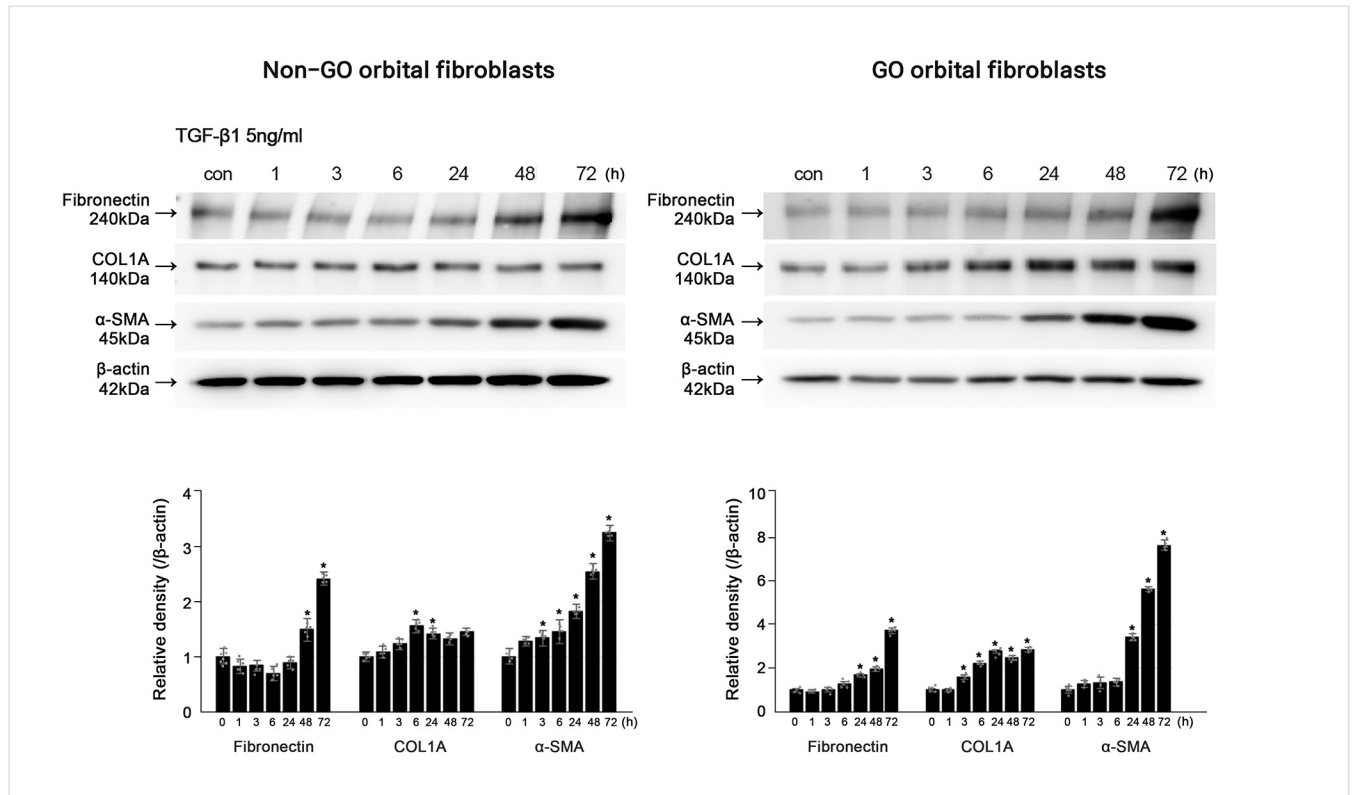 Non-GO orbital fibroblasts
GO orbital fibroblasts
TGF-β1 5ng/ml
con 1 3 6 24 48 72 (h)
Fibronectin
240kDa →
COL1A
140kDa →
α-SMA
45kDa →
β-actin
42kDa →
con 1 3 6 24 48 72 (h)
Fibronectin
240kDa →
COL1A
140kDa →
α-SMA
45kDa →
β-actin
42kDa →
Relative density (/β-actin)
4
3
2
1
0
* * * * * * * * * *
0 1 3 6 24 48 72 0 1 3 6 24 48 72 0 1 3 6 24 48 72 (h)
Fibronectin COL1A α-SMA
Relative density (/β-actin)
10
8
6
4
2
0
* * * * * * * * * * *
0 1 3 6 24 48 72 0 1 3 6 24 48 72 0 1 3 6 24 48 72 (h)
Fibronectin COL1A α-SMA